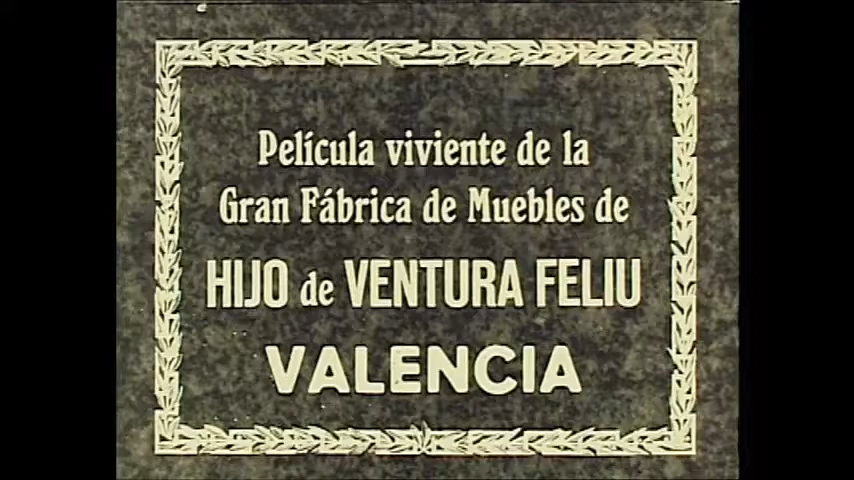 Película viviente de la
Gran Fábrica de Muebles de
HIJO de VENTURA FELIU
VALENCIA